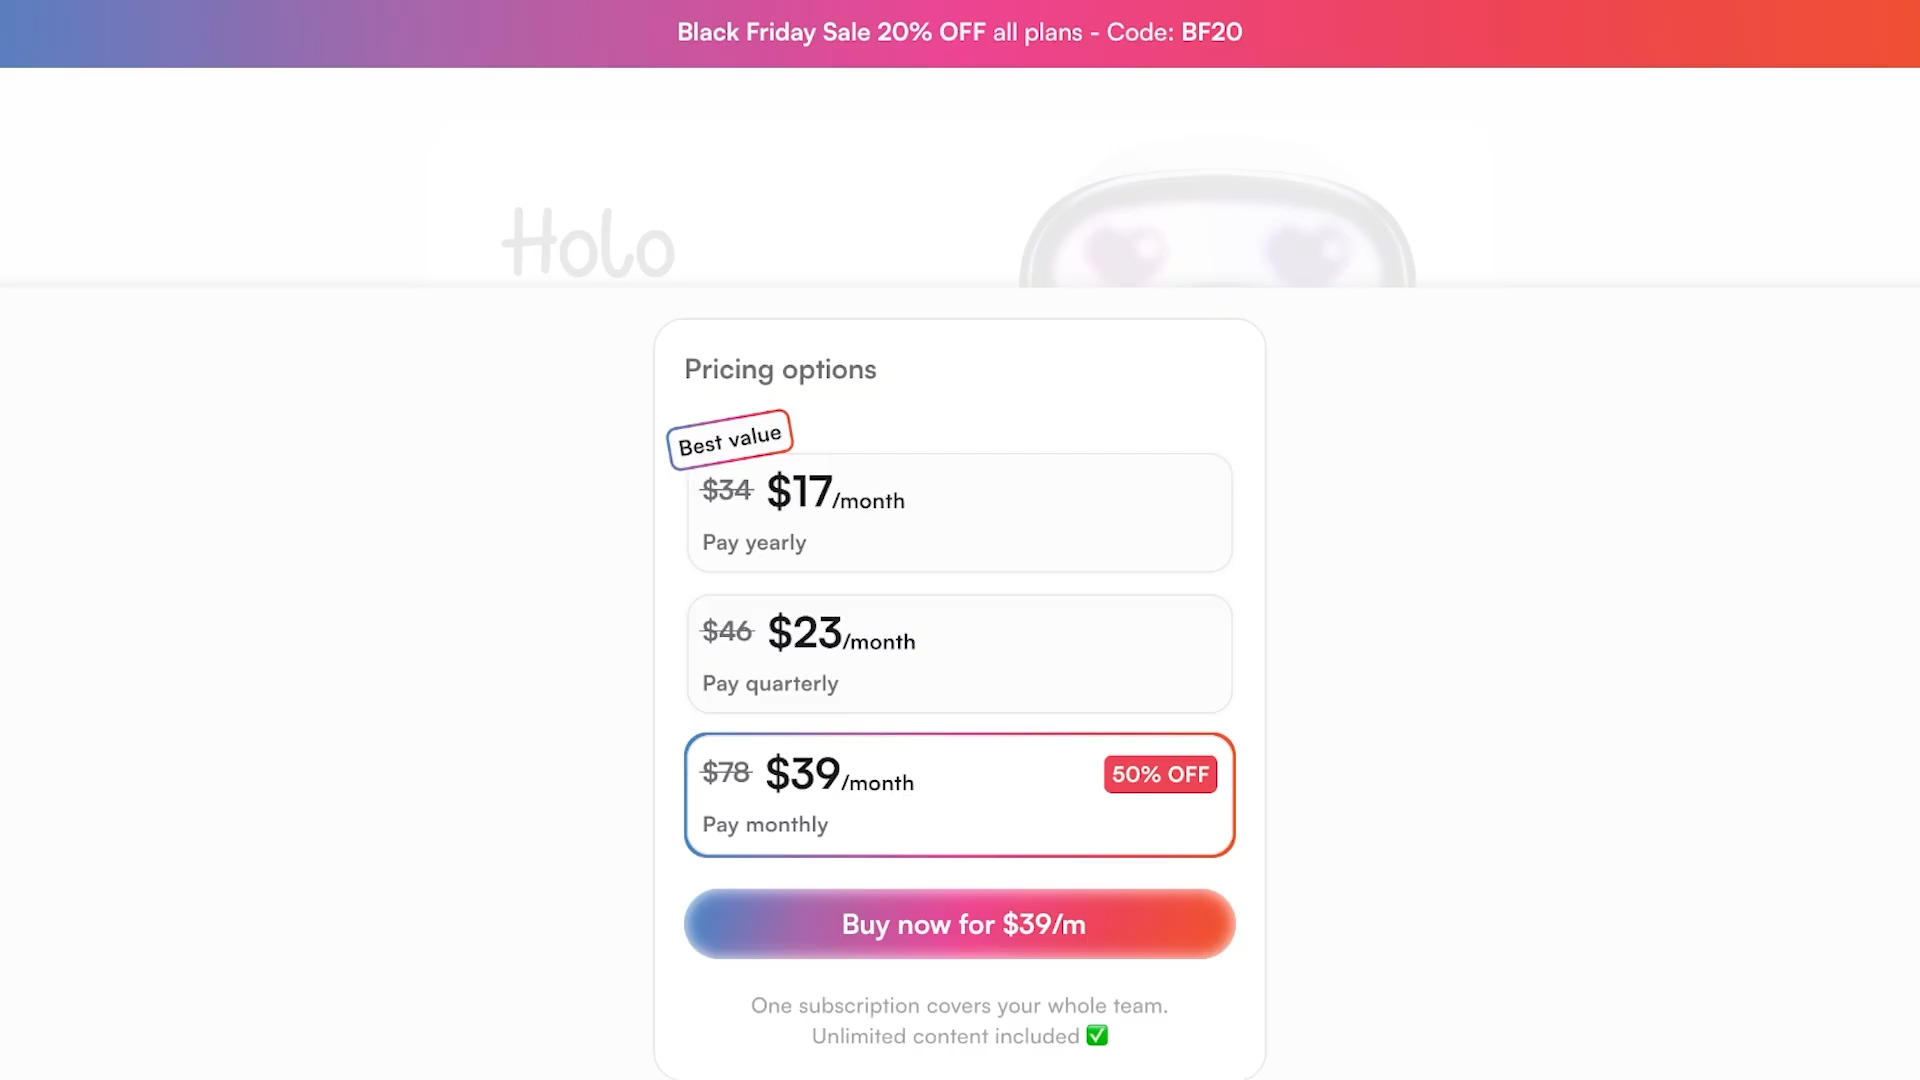 Black Friday Sale 20% OFF all plans - Code: BF20
Holo
Pricing options
Best value
$34 $17/month
Pay yearly
$46 $23/month
Pay quarterly
$78 $39/month
50% OFF
Pay monthly
Buy now for $39/m
One subscription covers your whole team.
Unlimited content included ✅